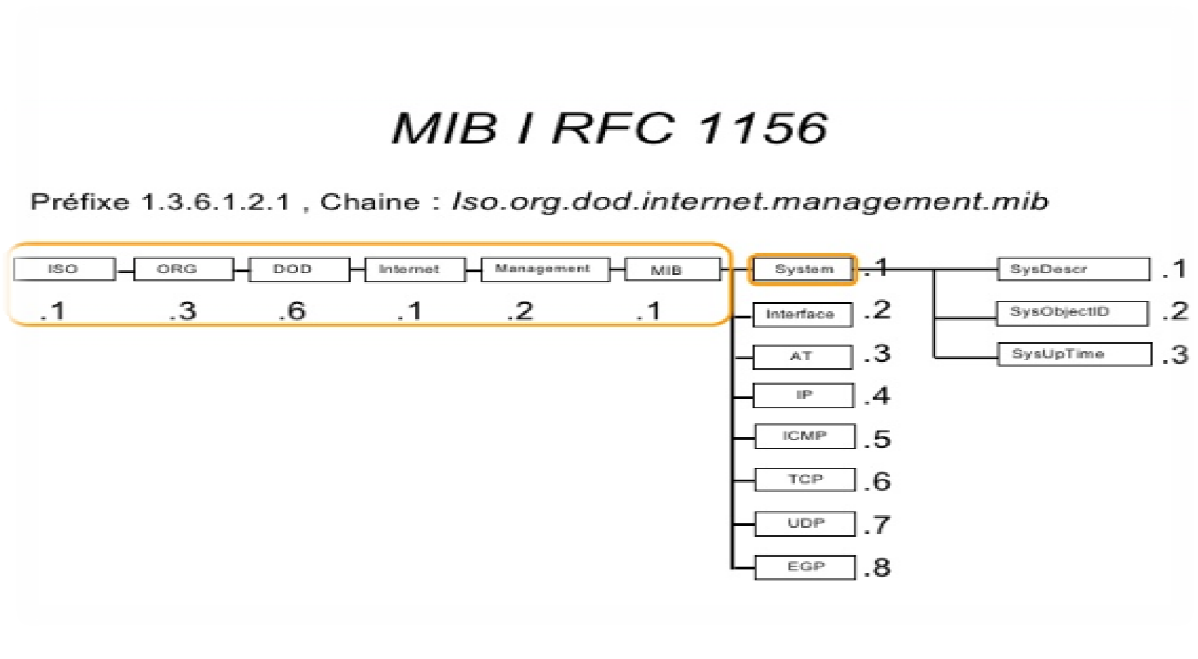 MIB I RFC 1156
Préfixe 1.3.6.1.2.1 , Chaine : Iso.org.dod.internet.management.mib
ISO ORG DOD Internet Management MIB System .1 SysDescr .1
.1 .3 .6 .1 .2 .1 Interface .2 SysObjectID .2
AT .3 SysUpTime .3
IP .4
ICMP .5
TCP .6
UDP .7
EGP .8